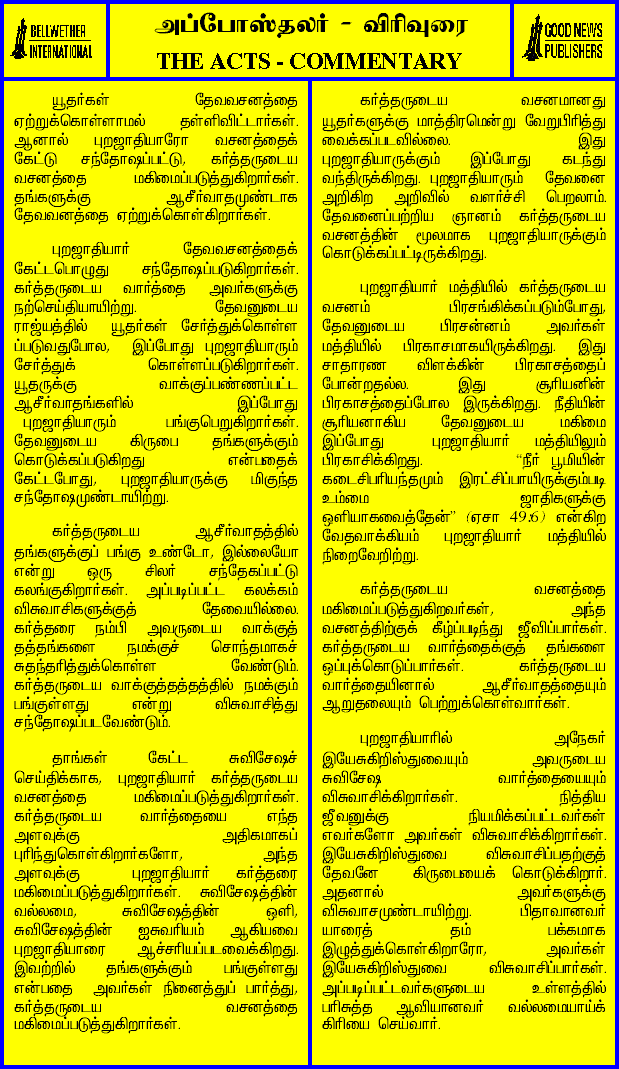 BELLWETHER
INTERNATIONAL
அப்போஸ்தலர் - விரிவுரை
THE ACTS - COMMENTARY
GOOD NEWS
PUBLISHERS
யூதர்கள் தேவவசனத்தை
ஏற்றுக்கொள்ளாமல் தள்ளிவிட்டார்கள்.
ஆனால் புறஜாதியாரோ வசனத்தைக்
கேட்டு சந்தோஷப்பட்டு, கர்த்தருடைய
வசனத்தை மகிமைப்படுத்துகிறார்கள்.
தங்களுக்கு ஆசீர்வாதமுண்டாக
தேவவனத்தை ஏற்றுக்கொள்கிறார்கள்.
புறஜாதியார் தேவவசனத்தைக்
கேட்டபொழுது சந்தோஷப்படுகிறார்கள்.
கர்த்தருடைய வார்த்தை அவர்களுக்கு
நற்செய்தியாயிற்று. தேவனுடைய
ராஜ்யத்தில் யூதர்கள் சேர்த்துக்கொள்ள
ப்படுவதுபோல, இப்போது புறஜாதியாரும்
சேர்த்துக் கொள்ளப்படுகிறார்கள்.
யூதருக்கு வாக்குப்பண்ணப்பட்ட
ஆசீர்வாதங்களில் இப்போது
புறஜாதியாரும் பங்குபெறுகிறார்கள்.
தேவனுடைய கிருபை தங்களுக்கும்
கொடுக்கப்படுகிறது என்பதைக்
கேட்டபோது, புறஜாதியாருக்கு மிகுந்த
சந்தோஷமுண்டாயிற்று.
கர்த்தருடைய ஆசீர்வாதத்தில்
தங்களுக்குப் பங்கு உண்டோ, இல்லையோ
என்று ஒரு சிலர் சந்தேகப்பட்டு
கலங்குகிறார்கள். அப்படிப்பட்ட கலக்கம்
விசுவாசிகளுக்குத் தேவையில்லை.
கர்த்தரை நம்பி அவருடைய வாக்குத்
தத்தங்களை நமக்குச் சொந்தமாகச்
சுதந்தரித்துக்கொள்ள வேண்டும்.
கர்த்தருடைய வாக்குத்தத்தத்தில் நமக்கும்
பங்குள்ளது என்று விசுவாசித்து
சந்தோஷப்படவேண்டும்.
தாங்கள் கேட்ட சுவிசேஷச்
செய்திக்காக, புறஜாதியார் கர்த்தருடைய
வசனத்தை மகிமைப்படுத்துகிறார்கள்.
கர்த்தருடைய வார்த்தையை எந்த
அளவுக்கு அதிகமாகப்
புரிந்துகொள்கிறார்களோ, அந்த
அளவுக்கு புறஜாதியார் கர்த்தரை
மகிமைப்படுத்துகிறார்கள். சுவிசேஷத்தின்
வல்லமை, சுவிசேஷத்தின் ஒளி,
சுவிசேஷத்தின் ஐசுவரியம் ஆகியவை
புறஜாதியாரை ஆச்சரியப்படவைக்கிறது.
இவற்றில் தங்களுக்கும் பங்குள்ளது
என்பதை அவர்கள் நினைத்துப் பார்த்து,
கர்த்தருடைய வசனத்தை
மகிமைப்படுத்துகிறார்கள்.
கர்த்தருடைய வசனமானது
யூதர்களுக்கு மாத்திரமென்று வேறுபிரித்து
வைக்கப்படவில்லை. இது
புறஜாதியாருக்கும் இப்போது கடந்து
வந்திருக்கிறது. புறஜாதியாரும் தேவனை
அறிகிற அறிவில் வளர்ச்சி பெறலாம்.
தேவனைப்பற்றிய ஞானம் கர்த்தருடைய
வசனத்தின் மூலமாக புறஜாதியாருக்கும்
கொடுக்கப்பட்டிருக்கிறது.
புறஜாதியார் மத்தியில் கர்த்தருடைய
வசனம் பிரசங்கிக்கப்படும்போது,
தேவனுடைய பிரசன்னம் அவர்கள்
மத்தியில் பிரகாசமாகயிருக்கிறது. இது
சாதாரண விளக்கின் பிரகாசத்தைப்
போன்றதல்ல. இது சூரியனின்
பிரகாசத்தைப்போல இருக்கிறது. நீதியின்
சூரியனாகிய தேவனுடைய மகிமை
இப்போது புறஜாதியார் மத்தியிலும்
பிரகாசிக்கிறது. "நீர் பூமியின்
கடைசிபரியந்தமும் இரட்சிப்பாயிருக்கும்படி
உம்மை ஜாதிகளுக்கு
ஒளியாகவைத்தேன்" (ஏசா 49:6) என்கிற
வேதவாக்கியம் புறஜாதியார் மத்தியில்
நிறைவேறிற்று.
கர்த்தருடைய வசனத்தை
மகிமைப்படுத்துகிறவர்கள், அந்த
வசனத்திற்குக் கீழ்ப்படிந்து ஜீவிப்பார்கள்.
கர்த்தருடைய வார்த்தைக்குத் தங்களை
ஒப்புக்கொடுப்பார்கள். கர்த்தருடைய
வார்த்தையினால் ஆசீர்வாதத்தையும்
ஆறுதலையும் பெற்றுக்கொள்வார்கள்.
புறஜாதியாரில் அநேகர்
இயேசுகிறிஸ்துவையும் அவருடைய
சுவிசேஷ வார்த்தையையும்
விசுவாசிக்கிறார்கள். நித்திய
ஜீவனுக்கு நியமிக்கப்பட்டவர்கள்
எவர்களோ அவர்கள் விசுவாசிக்கிறார்கள்.
இயேசுகிறிஸ்துவை விசுவாசிப்பதற்குத்
தேவனே கிருபையைக் கொடுக்கிறார்.
அதனால் அவர்களுக்கு
விசுவாசமுண்டாயிற்று. பிதாவானவர்
யாரைத் தம் பக்கமாக
இழுத்துக்கொள்கிறாரோ, அவர்கள்
இயேசுகிறிஸ்துவை விசுவாசிப்பார்கள்.
அப்படிப்பட்டவர்களுடைய உள்ளத்தில்
பரிசுத்த ஆவியானவர் வல்லமையாய்க்
கிரியை செய்வார்.